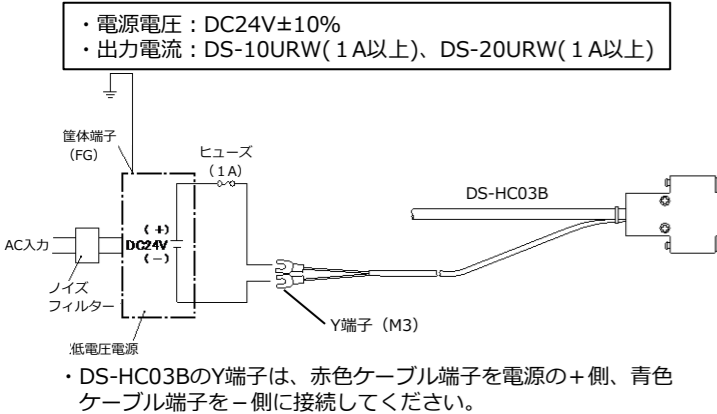 ・電源電圧：DC24V±10%
・出力電流：DS-10URW(１A以上)、DS-20URW(１A以上)
筐体端子
（FG）
ヒューズ
（１A）
DS-HC03B
（＋）
AC入力
DC24V
（－）
ノイズ
フィルター
Y端子（M3）
低電圧電源
・DS-HC03BのY端子は、赤色ケーブル端子を電源の＋側、青色
ケーブル端子を－側に接続してください。